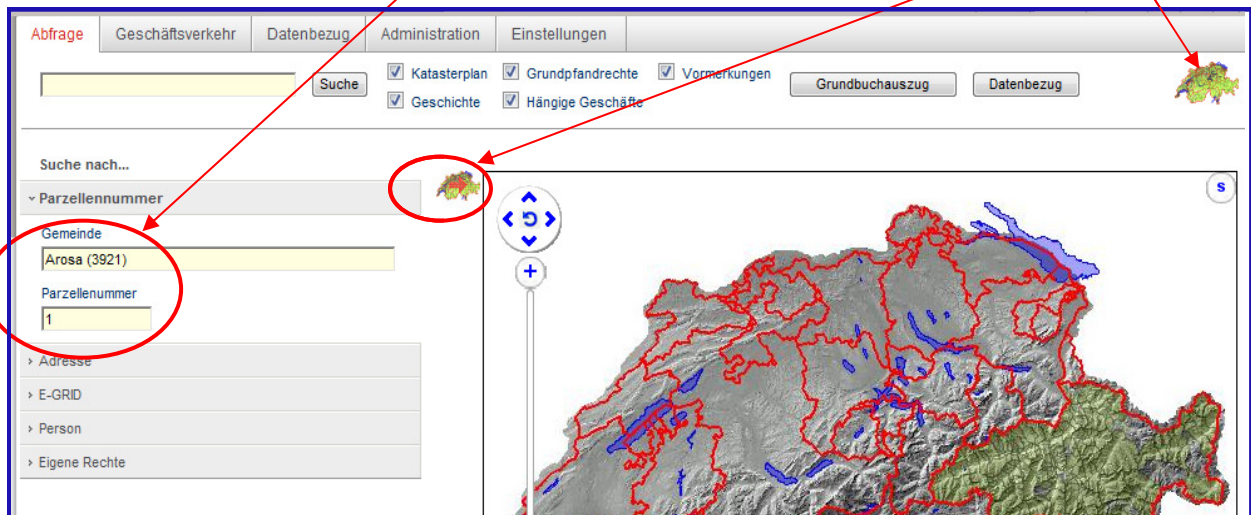 Abfrage Geschäftsverkehr Datenbezug Administration Einstellungen
Suche Katasterplan Grundpfandrechte Vormerkungen Grundbuchauszug Datenbezug
Geschichte Hängige Geschäfte
Suche nach...
Parzellennummer
S
Gemeinde
Arosa (3921)
Parzellenummer
1
Adresse
E-GRID
Person
Eigene Rechte